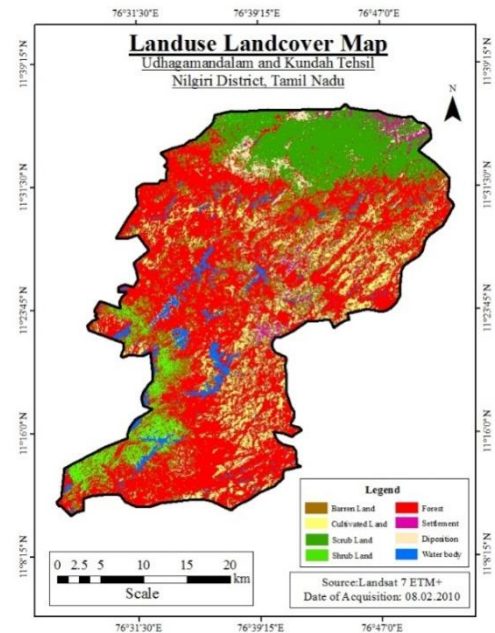 76°31'30"E 76°39'15"E 76°47'0"E
Landuse Landcover Map
Udhagamandalam and Kundah Tehsil
Nilgiri District, Tamil Nadu
N
11°39'15"N 11°39'15"N
11°31'30"N 11°31'30"N
11°23'45"N 11°23'45"N
11°16'0"N 11°16'0"N
11°8'15"N 11°8'15"N
Legend
Barren Land Forest
Cultivated Land Settlement
Scrub Land Diposition
Shrub Land Water body
0 2.5 5 10 15 20
km
Scale
Source:Landsat 7 ETM+
Date of Acquisition: 08.02.2010
76°31'30"E 76°39'15"E 76°47'0"E